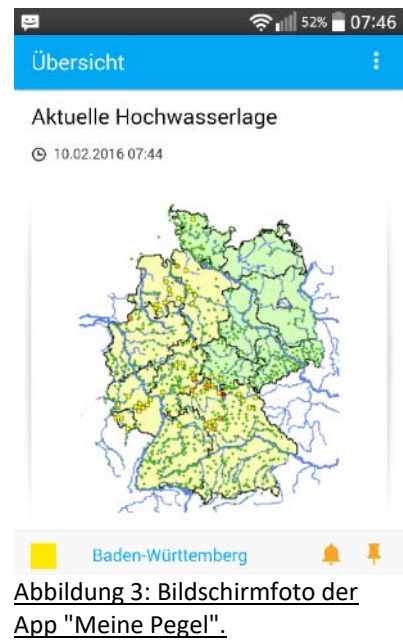 52% 07:46
Übersicht
Aktuelle Hochwasserlage
10.02.2016 07:44
Baden-Württemberg
Abbildung 3: Bildschirmfoto der
App "Meine Pegel".